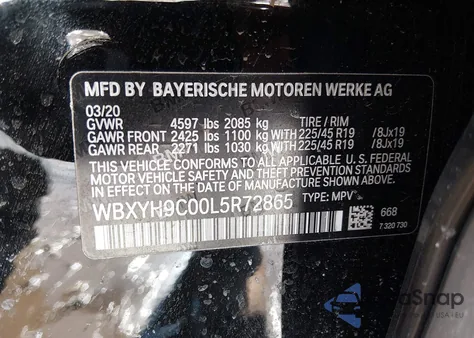 MFD BY BAYERISCHE MOTOREN WERKE AG
03/20
GVWR 4597 lbs 2085 kg TIRE / RIM
GAWR FRONT 2425 lbs 1100 kg WITH 225/45 R19 /8Jx19
GAWR REAR 2271 lbs 1030 kg WITH 225/45 R19 /8Jx19
THIS VEHICLE CONFORMS TO ALL APPLICABLE U.S. FEDERAL
MOTOR VEHICLE SAFETY, BUMPER AND
THEFT PREVENTION STANDARDS IN EFFECT ON THE DATE
OF MANUFACTURE SHOWN ABOVE.
WBXYH9C00L5R72865 TYPE: MPV
668
7 320 730